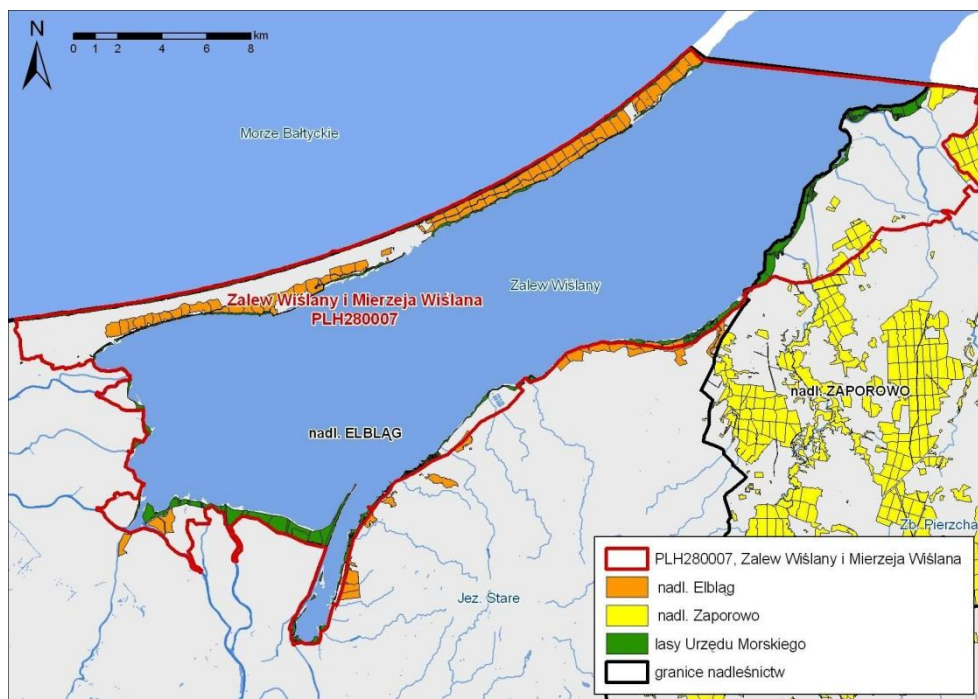 N
km
0 1 2 4 6 8
Morze Bałtyckie
Zalew Wiślany
Zalew Wiślany i Mierzeja Wiślana
PLH280007
nadl. ZAPOROWO
nadl. ELBLĄG
Zb. Pierzcha
Jez. Stare
PLH280007, Zalew Wiślany i Mierzeja Wiślana
nadl. Elbląg
nadl. Zaporowo
lasy Urzędu Morskiego
granice nadleśnictw